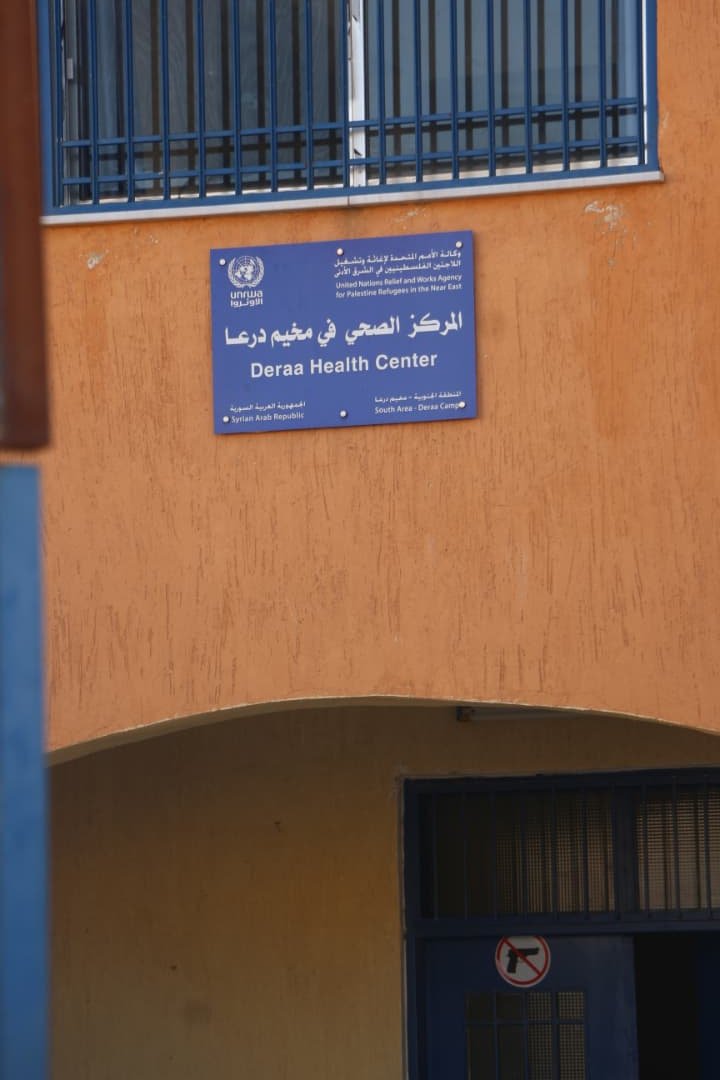 unrwa
الأونروا
وكالة الأمم المتحدة لإغاثة وتشغيل
اللاجئين الفلسطينيين في الشرق الأدنى
United Nations Relief and Works Agency
for Palestine Refugees in the Near East
المركز الصحي في مخيم درعا
Deraa Health Center
الجمهورية العربية السورية
Syrian Arab Republic
المنطقة الجنوبية - مخيم درعا
South Area - Deraa Camp